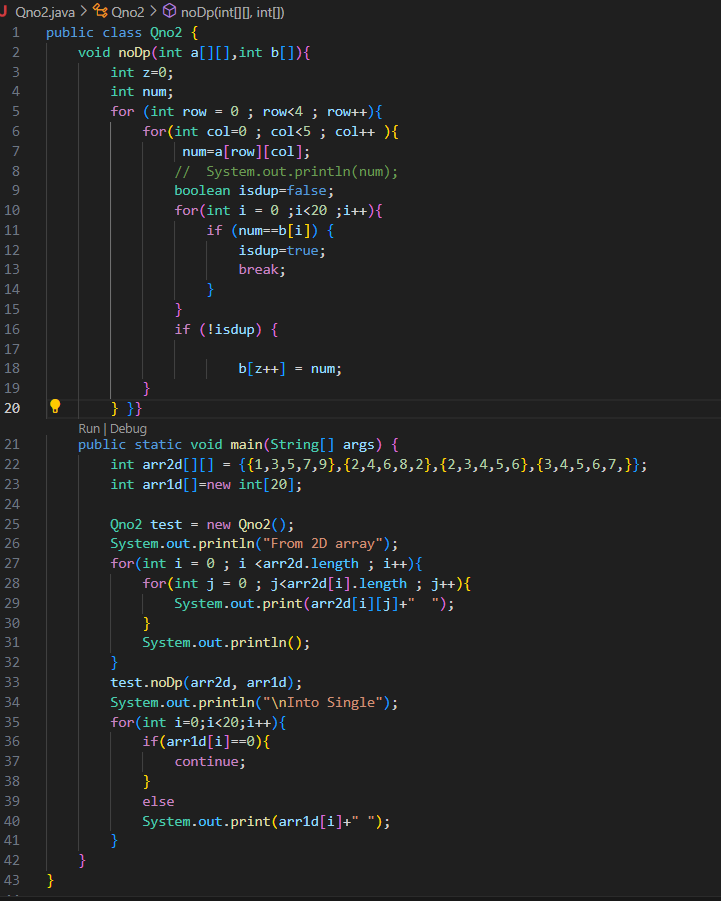 Qno2.java > Qno2 > noDp(int[][], int[])
1 public class Qno2 {
2     void noDp(int a[][],int b[]){
3         int z=0;
4         int num;
5         for (int row = 0 ; row<4 ; row++){
6             for(int col=0 ; col<5 ; col++ ){
7                  num=a[row][col];
8                 //  System.out.println(num);
9                 boolean isdup=false;
10                 for(int i = 0 ;i<20 ;i++){
11                     if (num==b[i]) {
12                         isdup=true;
13                         break;
14                     }
15                 }
16                 if (!isdup) {
17
18                         b[z++] = num;
19             }
20         } }}
Run | Debug
21     public static void main(String[] args) {
22         int arr2d[][] = {{1,3,5,7,9},{2,4,6,8,2},{2,3,4,5,6},{3,4,5,6,7,}};
23         int arr1d[]=new int[20];
24
25         Qno2 test = new Qno2();
26         System.out.println("From 2D array");
27         for(int i = 0 ; i <arr2d.length ; i++){
28             for(int j = 0 ; j<arr2d[i].length ; j++){
29                 System.out.print(arr2d[i][j]+"  ");
30             }
31             System.out.println();
32         }
33         test.noDp(arr2d, arr1d);
34         System.out.println("\nInto Single");
35         for(int i=0;i<20;i++){
36             if(arr1d[i]==0){
37                 continue;
38             }
39             else
40             System.out.print(arr1d[i]+" ");
41         }
42     }
43 }